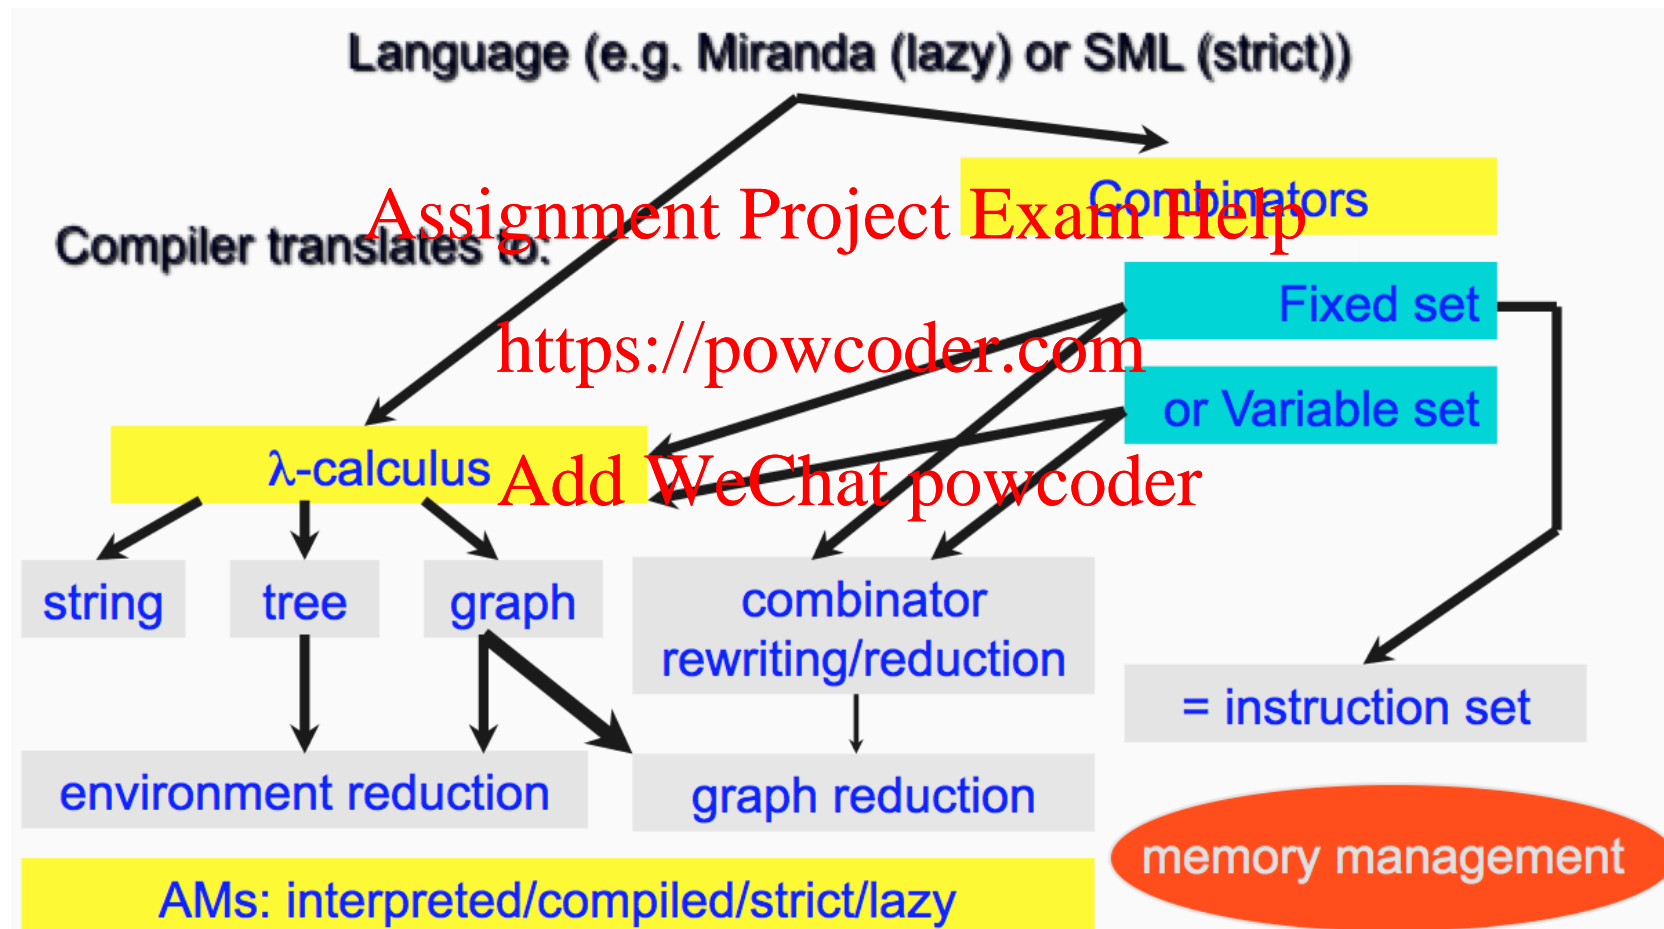 Language (e.g. Miranda (lazy) or SML (strict))
Combinators
Assignment Project Exam Help
Compiler translates to:
Fixed set
https://powcoder.com
or Variable set
λ-calculus
Add WeChat powcoder
string
tree
graph
combinator
rewriting/reduction
= instruction set
environment reduction
graph reduction
memory management
AMs: interpreted/compiled/strict/lazy